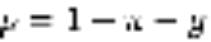 μ = 1 − x − y